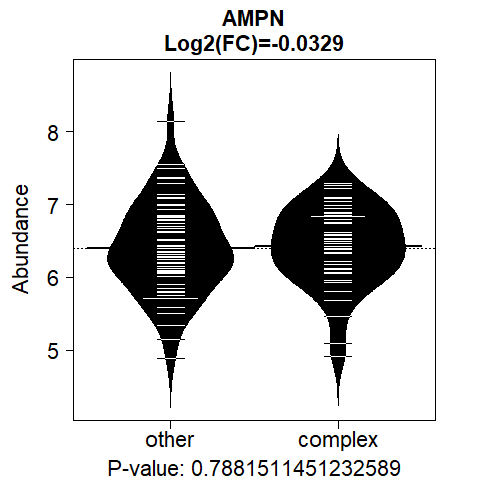 AMPN
Log2(FC)=-0.0329
Abundance
8
7
6
5
other complex
P-value: 0.7881511451232589